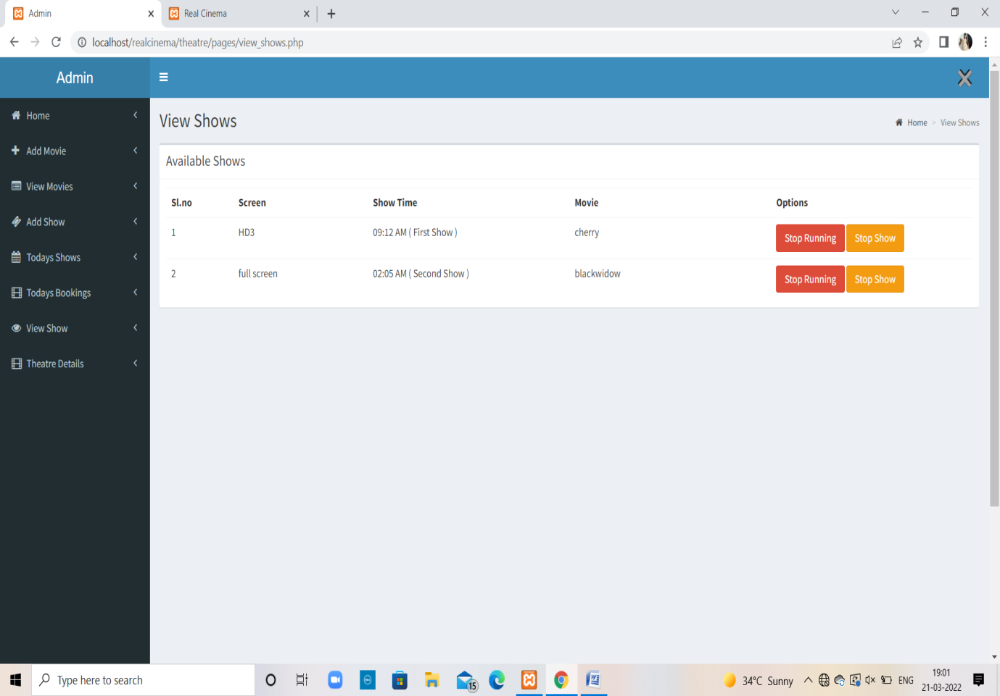 Admin
Real Cinema
localhost/realcinema/theatre/pages/view_shows.php
Admin
Home
Add Movie
View Movies
Add Show
Todays Shows
Todays Bookings
View Show
Theatre Details
View Shows
Home > View Shows
Available Shows
Sl.no Screen Show Time Movie Options
1 HD3 09:12 AM ( First Show ) cherry Stop Running Stop Show
2 full screen 02:05 AM ( Second Show ) blackwidow Stop Running Stop Show
Type here to search
15
34°C Sunny
ENG
19:01
21-03-2022